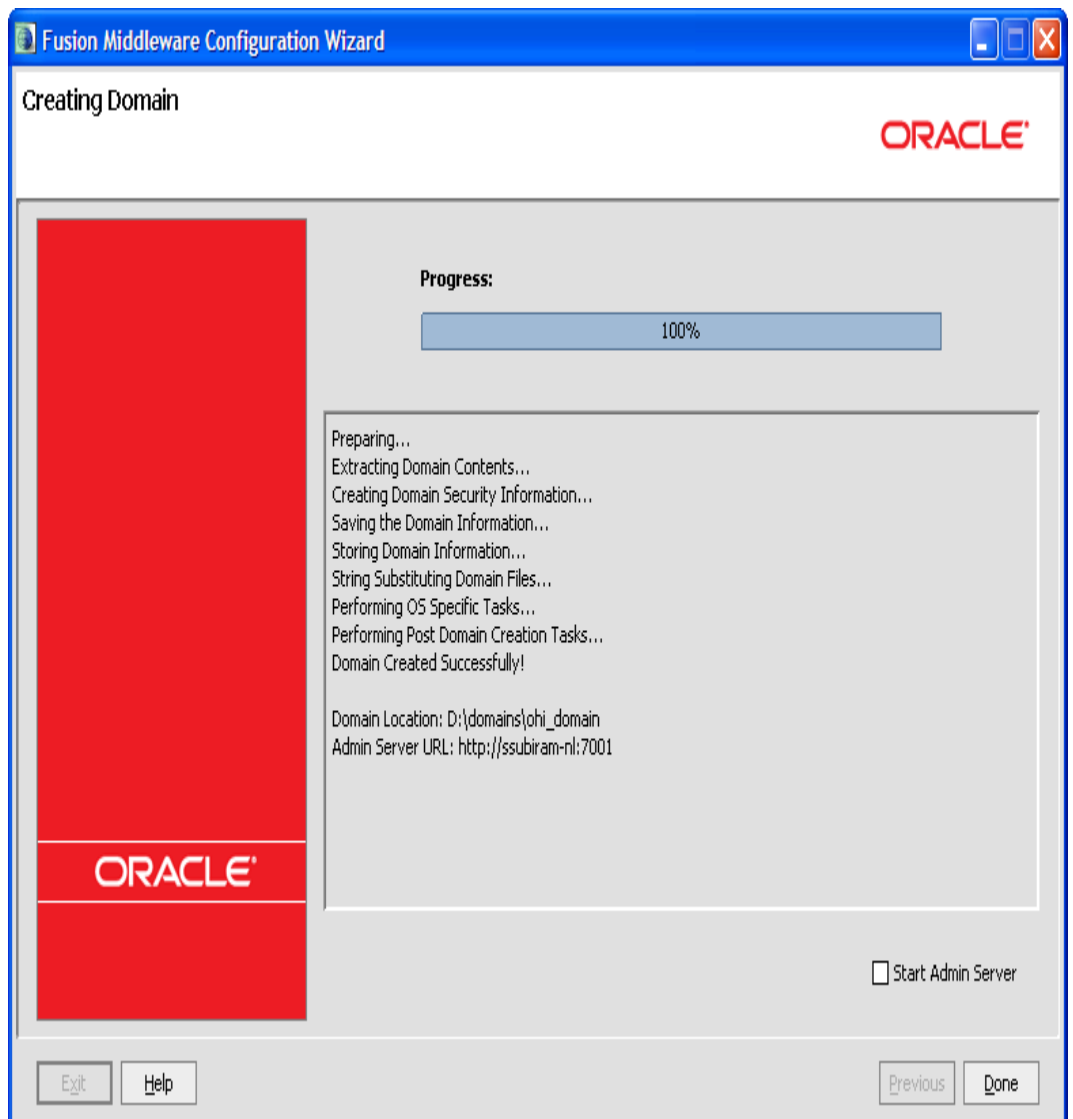 Fusion Middleware Configuration Wizard
Creating Domain
ORACLE
Progress:
100%
Preparing...
Extracting Domain Contents...
Creating Domain Security Information...
Saving the Domain Information...
Storing Domain Information...
String Substituting Domain Files...
Performing OS Specific Tasks...
Performing Post Domain Creation Tasks...
Domain Created Successfully!
Domain Location: D:\domains\ohi_domain
Admin Server URL: http://ssubiram-nl:7001
ORACLE
Start Admin Server
Exit
Help
Previous
Done